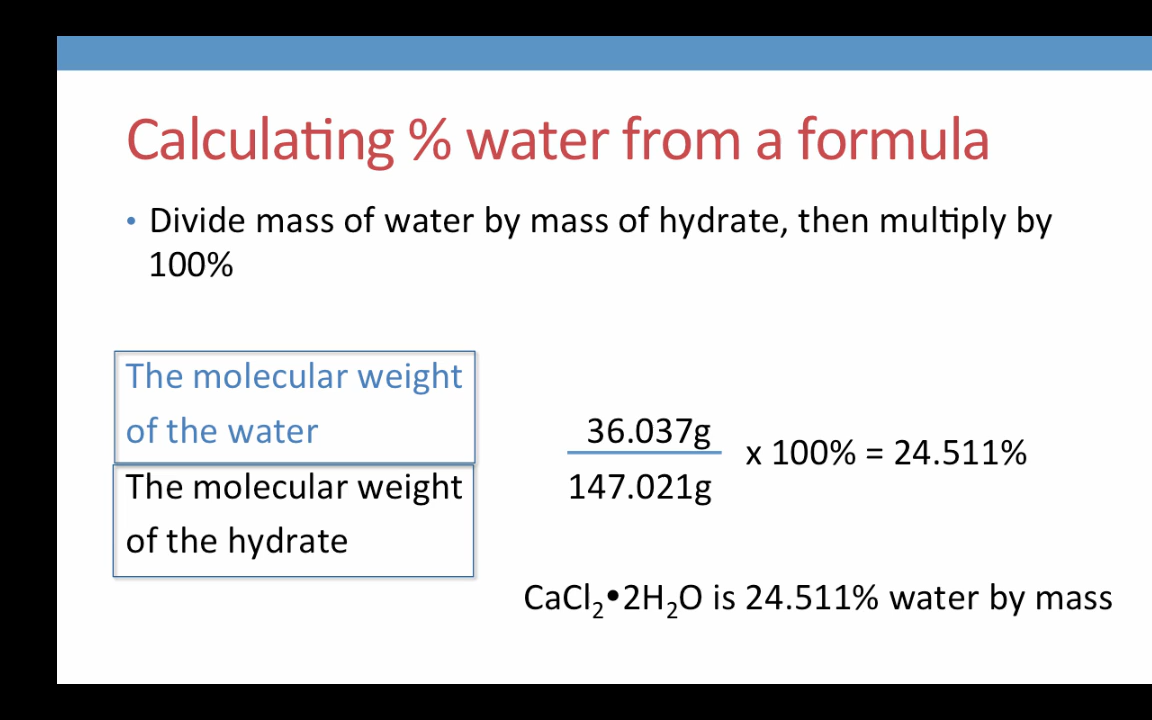 Calculating % water from a formula
• Divide mass of water by mass of hydrate, then multiply by
100%
The molecular weight
of the water
The molecular weight
of the hydrate
36.037g
147.021g
x 100% = 24.511%
CaCl₂•2H₂O is 24.511% water by mass